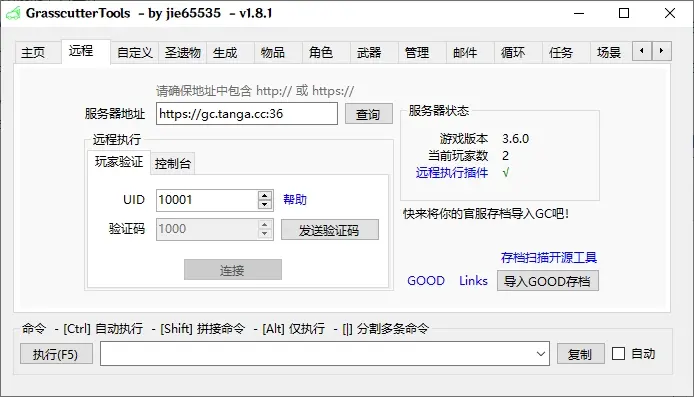 GrasscutterTools - by jie65535 - v1.8.1
主页 远程 自定义 圣遗物 生成 物品 角色 武器 管理 邮件 循环 任务 场景
请确保地址中包含 http:// 或 https://
服务器地址 https://gc.tanga.cc:36 查询
服务器状态
游戏版本 3.6.0
当前玩家数 2
远程执行插件 √
远程执行
玩家验证 控制台
UID 10001 帮助
验证码 1000 发送验证码
连接
快来将你的官服存档导入GC吧!
存档扫描开源工具
GOOD Links 导入GOOD存档
命令 - [Ctrl] 自动执行 - [Shift] 拼接命令 - [Alt] 仅执行 - [|] 分割多条命令
执行(F5) 复制 自动